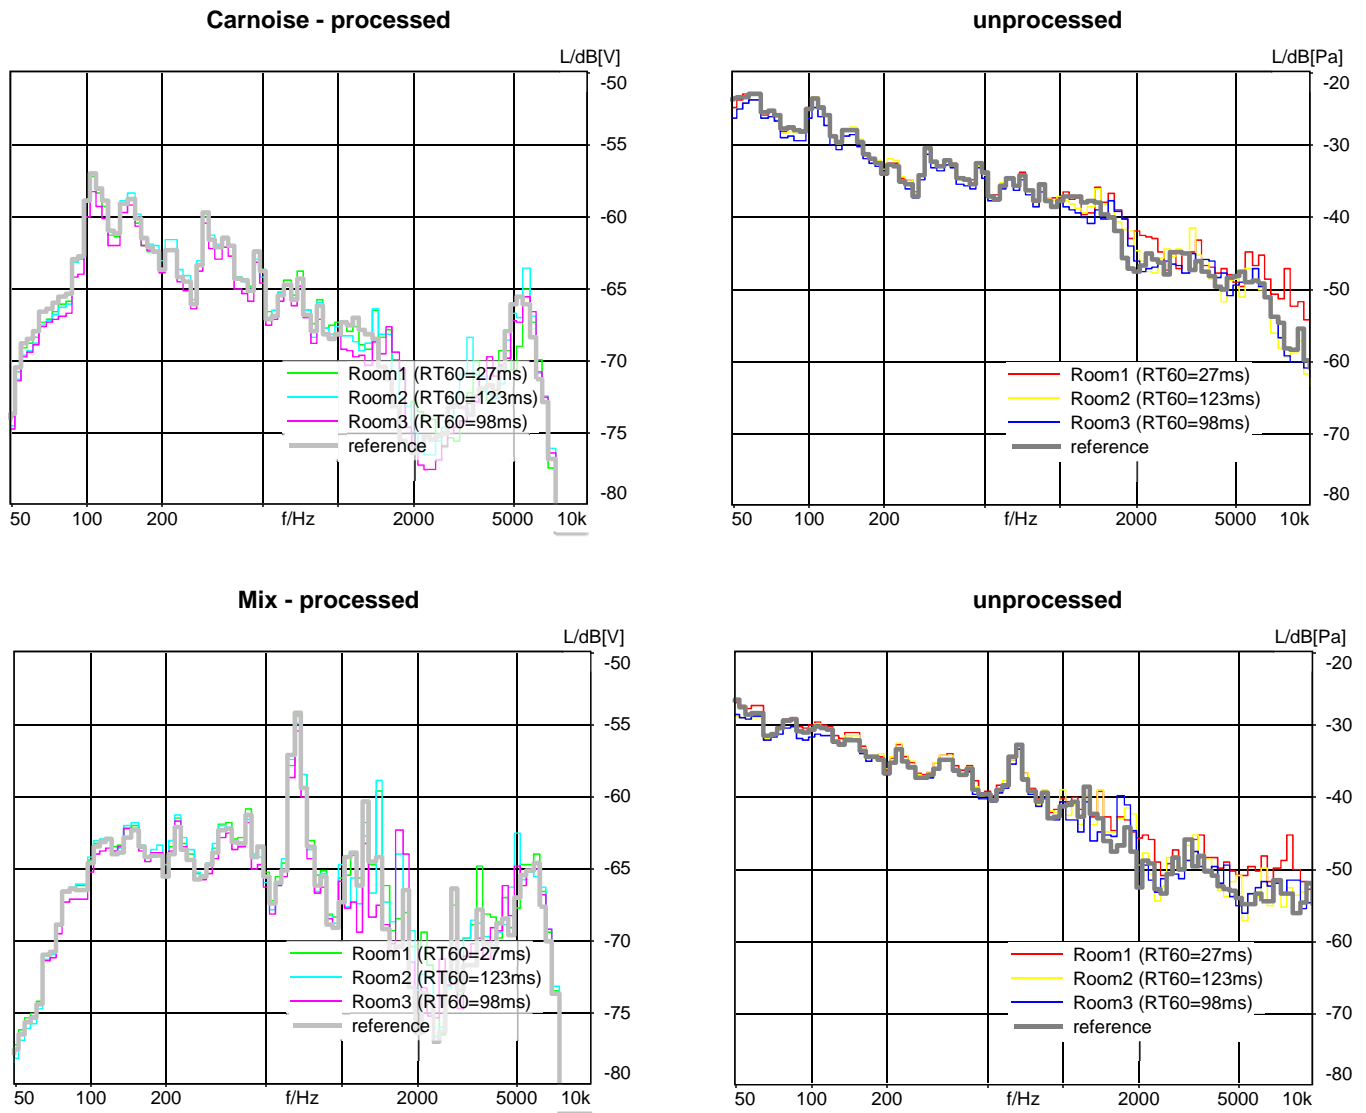 Carnoise - processed
unprocessed
L/dB[V]
L/dB[Pa]
-50
-55
-60
-65
-70
-75
-80
Room1 (RT60=27ms)
Room2 (RT60=123ms)
Room3 (RT60=98ms)
reference
50 100 200 f/Hz 2000 5000 10k
-20
-30
-40
-50
-60
-70
-80
Room1 (RT60=27ms)
Room2 (RT60=123ms)
Room3 (RT60=98ms)
reference
50 100 200 f/Hz 2000 5000 10k
Mix - processed
unprocessed
L/dB[V]
L/dB[Pa]
-50
-55
-60
-65
-70
-75
-80
Room1 (RT60=27ms)
Room2 (RT60=123ms)
Room3 (RT60=98ms)
reference
50 100 200 f/Hz 2000 5000 10k
-20
-30
-40
-50
-60
-70
-80
Room1 (RT60=27ms)
Room2 (RT60=123ms)
Room3 (RT60=98ms)
reference
50 100 200 f/Hz 2000 5000 10k